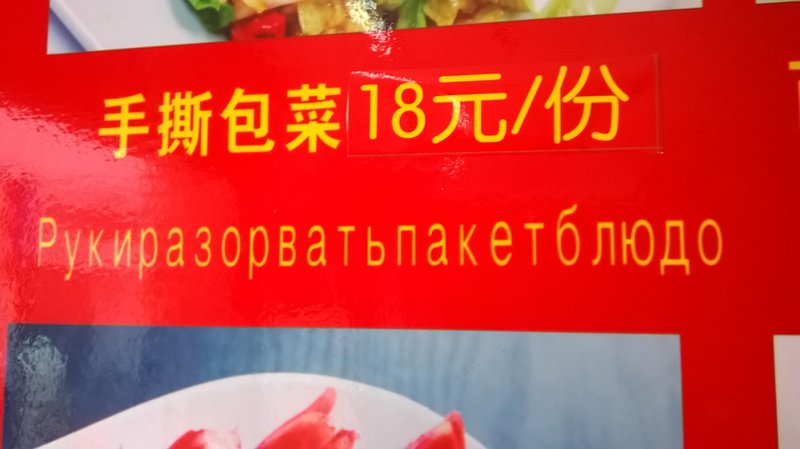 手撕包菜18元/份
Рукиразорватьпакетблюдо